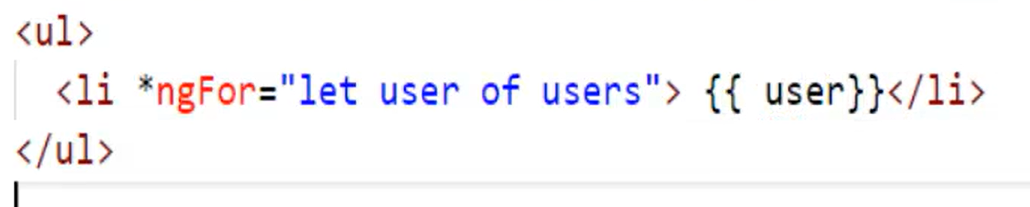 <ul>
<li *ngFor="let user of users"> {{ user}}</li>
</ul>